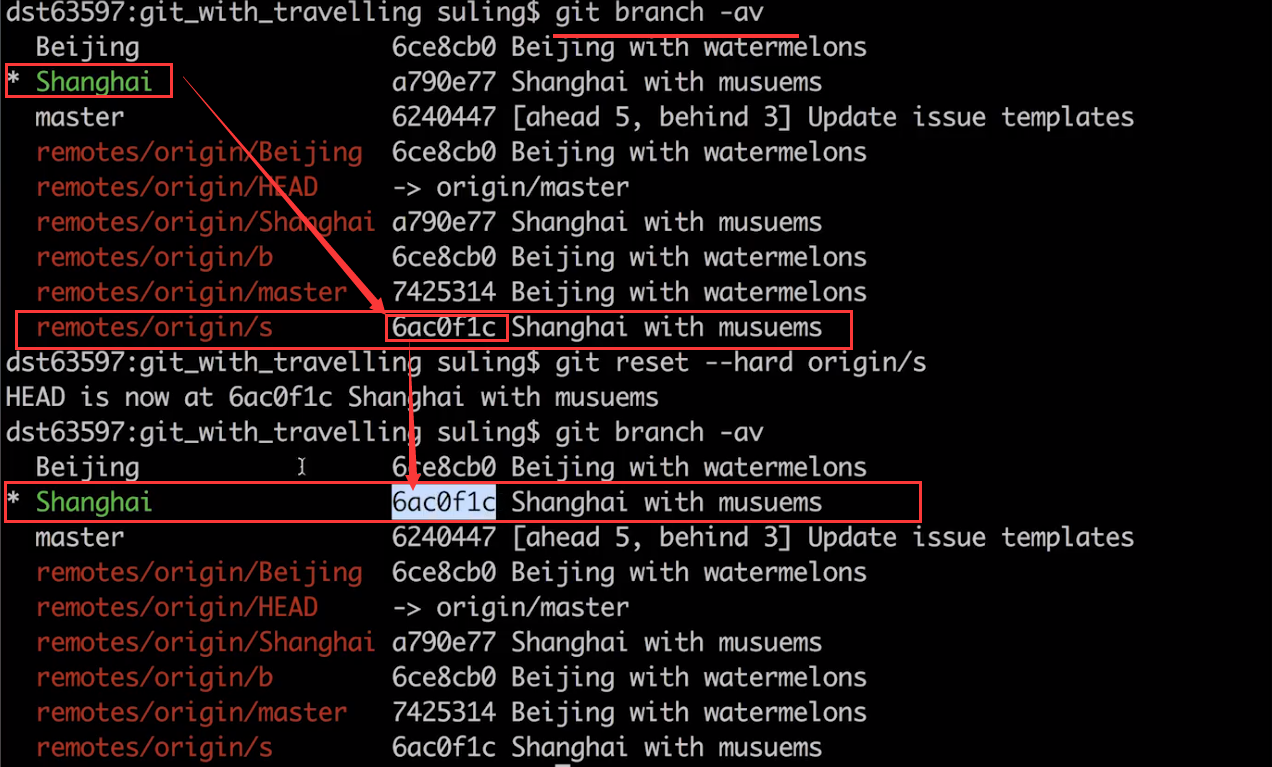 dst63597:git_with_travelling suling$ git branch -av
Beijing 6ce8cb0 Beijing with watermelons
* Shanghai a790e77 Shanghai with musuems
master 6240447 [ahead 5, behind 3] Update issue templates
remotes/origin/Beijing 6ce8cb0 Beijing with watermelons
remotes/origin/HEAD -> origin/master
remotes/origin/Shanghai a790e77 Shanghai with musuems
remotes/origin/b 6ce8cb0 Beijing with watermelons
remotes/origin/master 7425314 Beijing with watermelons
remotes/origin/s 6ac0f1c Shanghai with musuems
dst63597:git_with_travelling suling$ git reset --hard origin/s
HEAD is now at 6ac0f1c Shanghai with musuems
dst63597:git_with_travelling suling$ git branch -av
Beijing 6ce8cb0 Beijing with watermelons
* Shanghai 6ac0f1c Shanghai with musuems
master 6240447 [ahead 5, behind 3] Update issue templates
remotes/origin/Beijing 6ce8cb0 Beijing with watermelons
remotes/origin/HEAD -> origin/master
remotes/origin/Shanghai a790e77 Shanghai with musuems
remotes/origin/b 6ce8cb0 Beijing with watermelons
remotes/origin/master 7425314 Beijing with watermelons
remotes/origin/s 6ac0f1c Shanghai with musuems